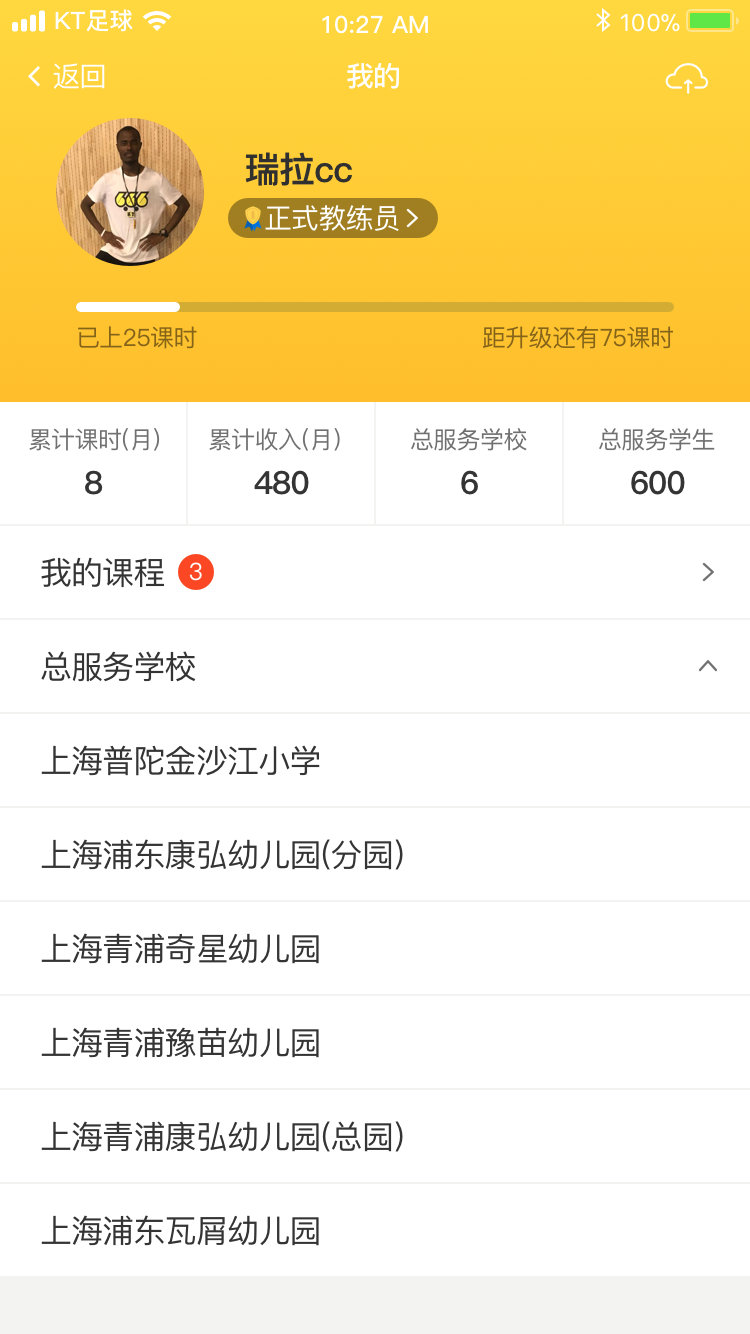 KT足球 10:27 AM 100%
返回 我的
666
瑞拉cc
正式教练员
已上25课时 距升级还有75课时
累计课时(月) 累计收入(月) 总服务学校 总服务学生
8 480 6 600
我的课程 3
总服务学校
上海普陀金沙江小学
上海浦东康弘幼儿园(分园)
上海青浦奇星幼儿园
上海青浦豫苗幼儿园
上海青浦康弘幼儿园(总园)
上海浦东瓦屑幼儿园